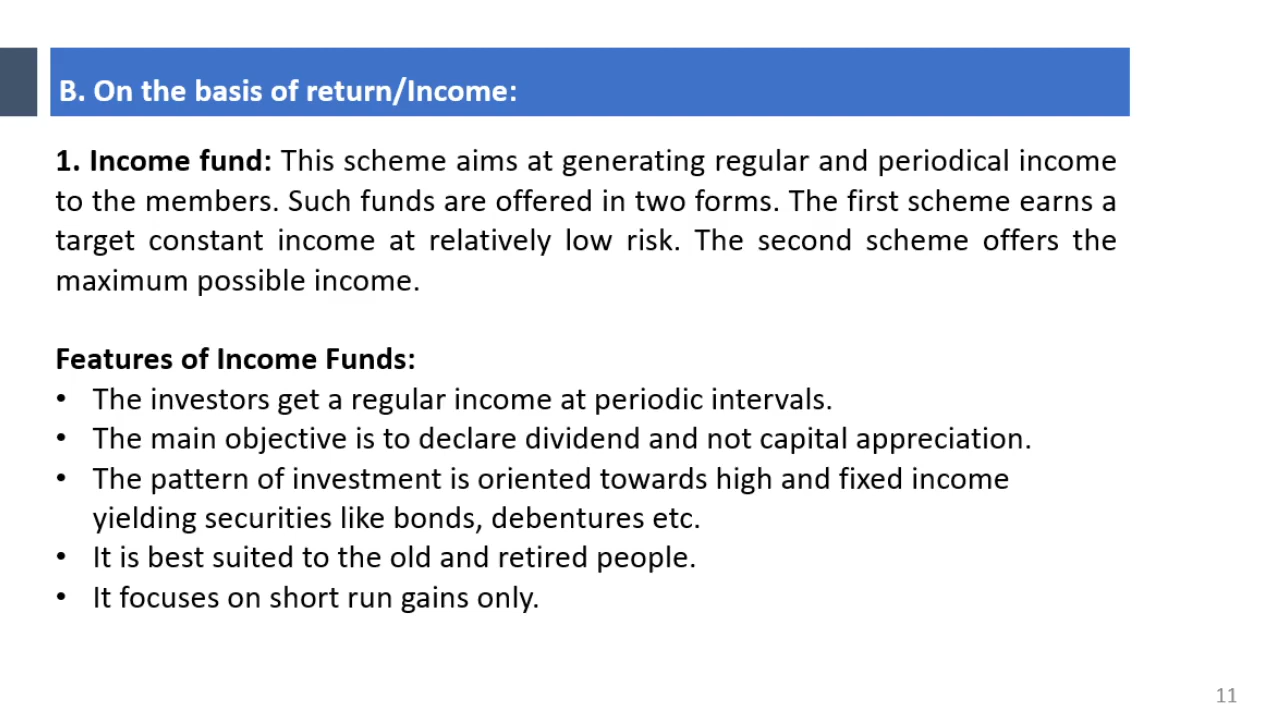 B. On the basis of return/Income:
1. Income fund: This scheme aims at generating regular and periodical income
to the members. Such funds are offered in two forms. The first scheme earns a
target constant income at relatively low risk. The second scheme offers the
maximum possible income.
Features of Income Funds:
• The investors get a regular income at periodic intervals.
• The main objective is to declare dividend and not capital appreciation.
• The pattern of investment is oriented towards high and fixed income
yielding securities like bonds, debentures etc.
• It is best suited to the old and retired people.
• It focuses on short run gains only.
11